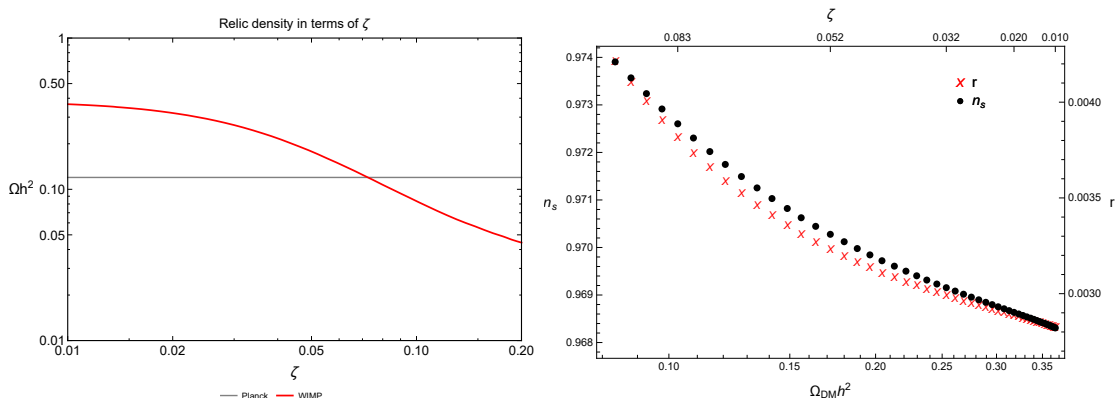 Relic density in terms of ζ
1
0.50
Ωh²
0.10
0.05
0.01
0.01
0.02
0.05
0.10
0.20
ζ
Planck
WIMP
ζ
0.083
0.052
0.032
0.020
0.010
0.974
0.973
0.972
0.971
0.970
0.969
0.968
n_s
r
n_s
0.0040
0.0035
0.0030
r
0.10
0.15
0.20
0.25
0.30
0.35
Ω_DM h²